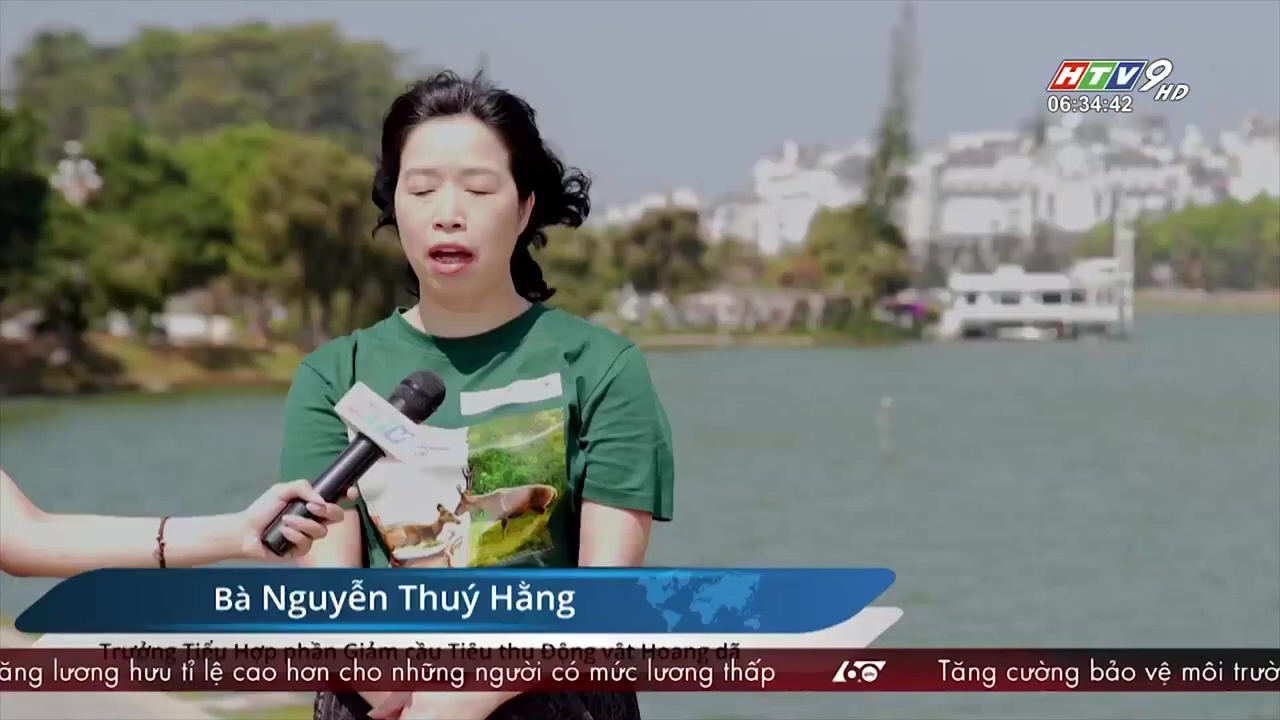 HTV9 HD
06:34:42
Bà Nguyễn Thuý Hằng
Trưởng Tiểu Hợp phần Giảm cầu Tiêu thụ Động vật Hoang dã
ăng lương hưu tỉ lệ cao hơn cho những người có mức lương thấp 60 Tăng cường bảo vệ môi trườ